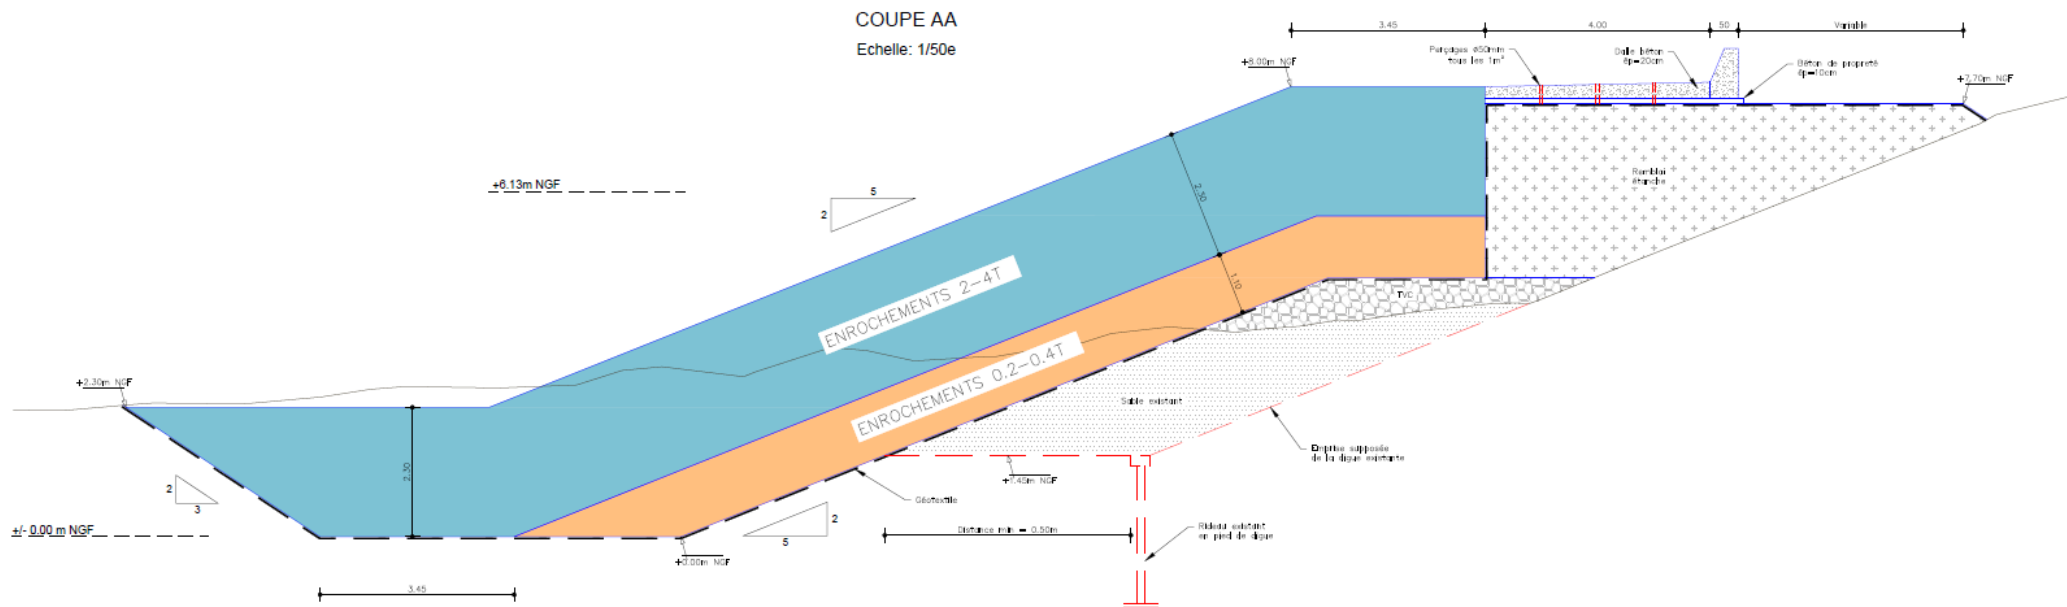 COUPE AA
Echelle: 1/50e
3.45
4.00
50
Variable
Perçages ø50mm
tous les 1m²
Dalle béton
ép=20cm
Béton de propreté
ép=10cm
+8.00m NGF
+7.70m NGF
+6.13m NGF
5
2
2.30
1.10
Remblai
étanche
TVC
ENROCHEMENTS 2-4T
ENROCHEMENTS 0.2-0.4T
+2.30m NGF
Sable existant
Emprise supposée
de la digue existante
2.30
2
3
+1.45m NGF
Géotextile
2
5
+/- 0.00 m NGF
Distance min = 0.50m
Rideau existant
en pied de digue
+0.00m NGF
3.45